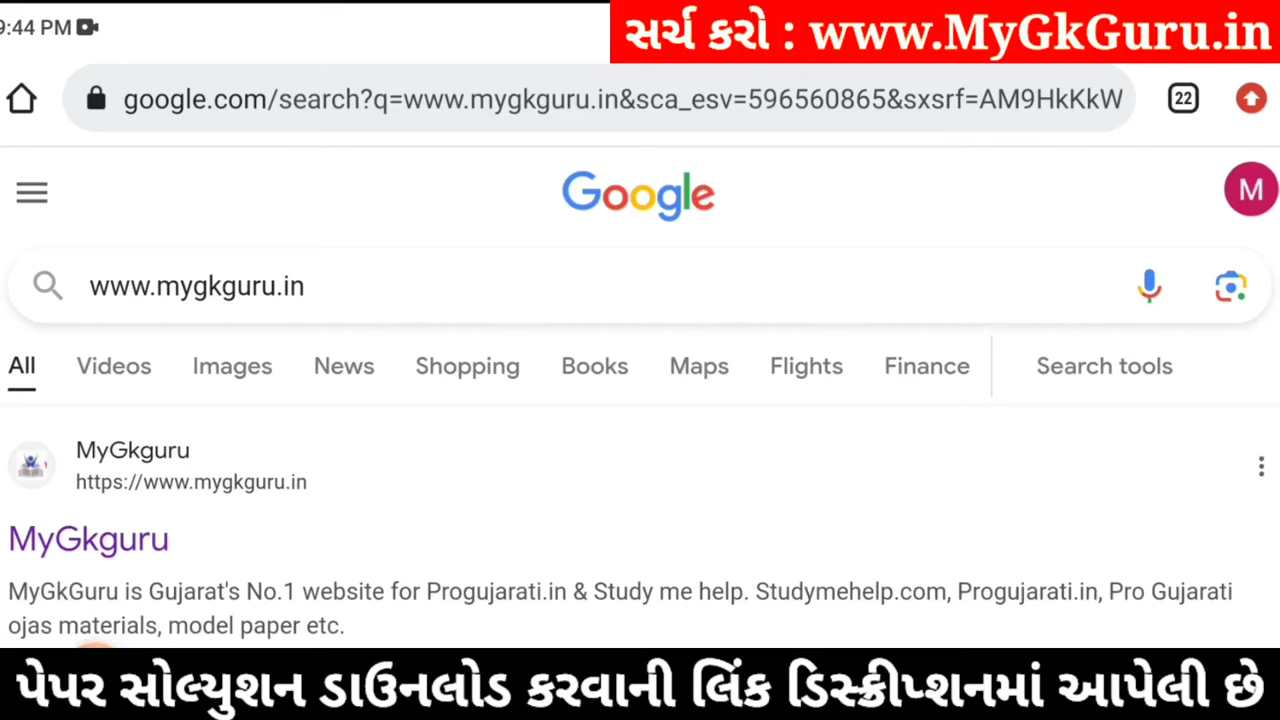 9:44 PM
સર્ચ કરો : www.MyGkGuru.in
google.com/search?q=www.mygkguru.in&sca_esv=596560865&sxsrf=AM9HkKkW
22
Google
M
www.mygkguru.in
All Videos Images News Shopping Books Maps Flights Finance Search tools
MyGkguru
https://www.mygkguru.in
MyGkguru
MyGkGuru is Gujarat's No.1 website for Progujarati.in & Study me help. Studymehelp.com, Progujarati.in, Pro Gujarati
ojas materials, model paper etc.
પેપર સોલ્યુશન ડાઉનલોડ કરવાની લિંક ડિસ્ક્રીપ્શનમાં આપેલી છે